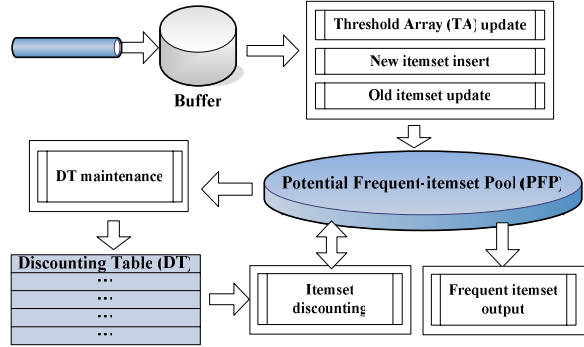 Threshold Array (TA) update
New itemset insert
Old itemset update
Buffer
DT maintenance
Potential Frequent-itemset Pool (PFP)
Discounting Table (DT)
...
...
...
...
Itemset
discounting
Frequent itemset
output